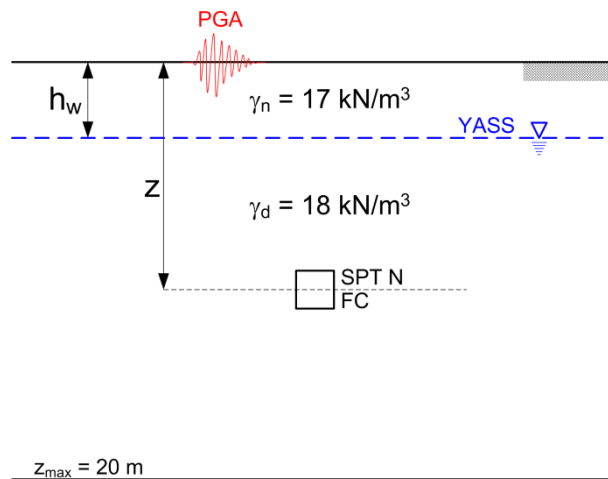 PGA
hw
γn = 17 kN/m³
YASS
z
γd = 18 kN/m³
SPT N
FC
zmax = 20 m